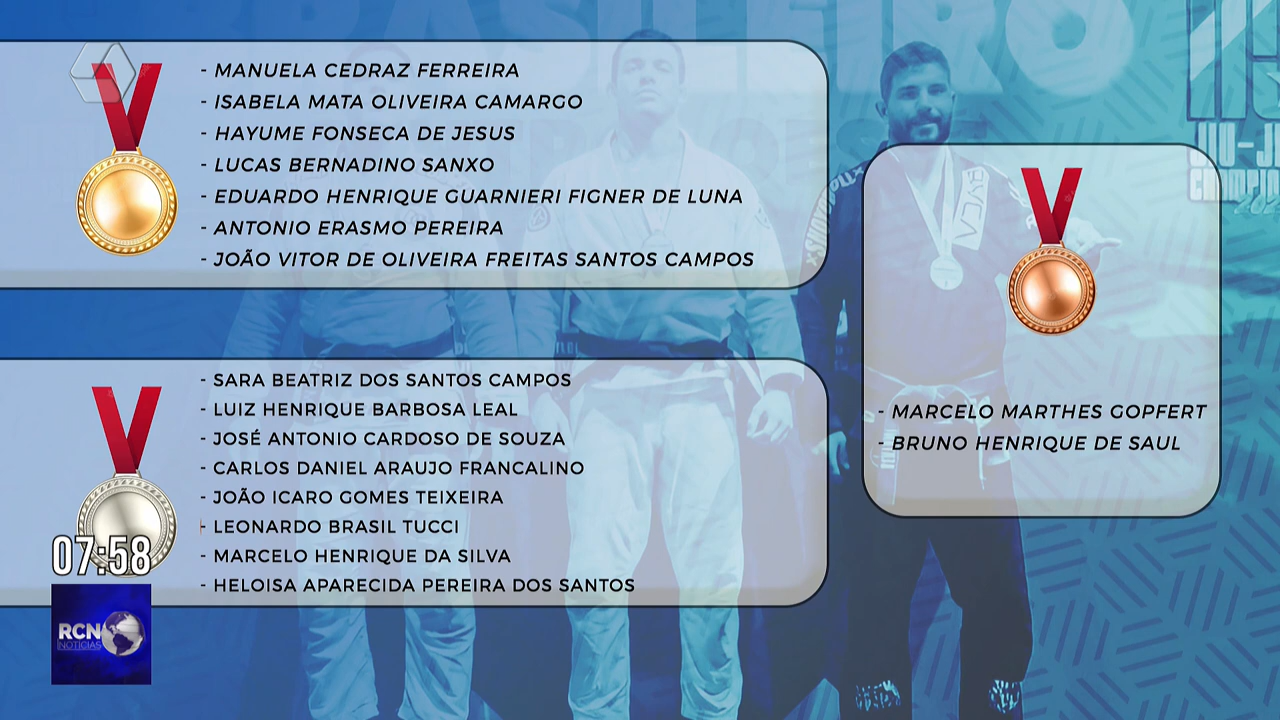 BRASILEIRO
- MANUELA CEDRAZ FERREIRA
- ISABELA MATA OLIVEIRA CAMARGO
- HAYUME FONSECA DE JESUS
- LUCAS BERNADINO SANXO
- EDUARDO HENRIQUE GUARNIERI FIGNER DE LUNA
- ANTONIO ERASMO PEREIRA
- JOÃO VITOR DE OLIVEIRA FREITAS SANTOS CAMPOS
- SARA BEATRIZ DOS SANTOS CAMPOS
- LUIZ HENRIQUE BARBOSA LEAL
- JOSÉ ANTONIO CARDOSO DE SOUZA
- CARLOS DANIEL ARAUJO FRANCALINO
- JOÃO ICARO GOMES TEIXEIRA
- LEONARDO BRASIL TUCCI
- MARCELO HENRIQUE DA SILVA
- HELOISA APARECIDA PEREIRA DOS SANTOS
- MARCELO MARTHES GOPFERT
- BRUNO HENRIQUE DE SAUL
07:58
RCN
NOTÍCIAS